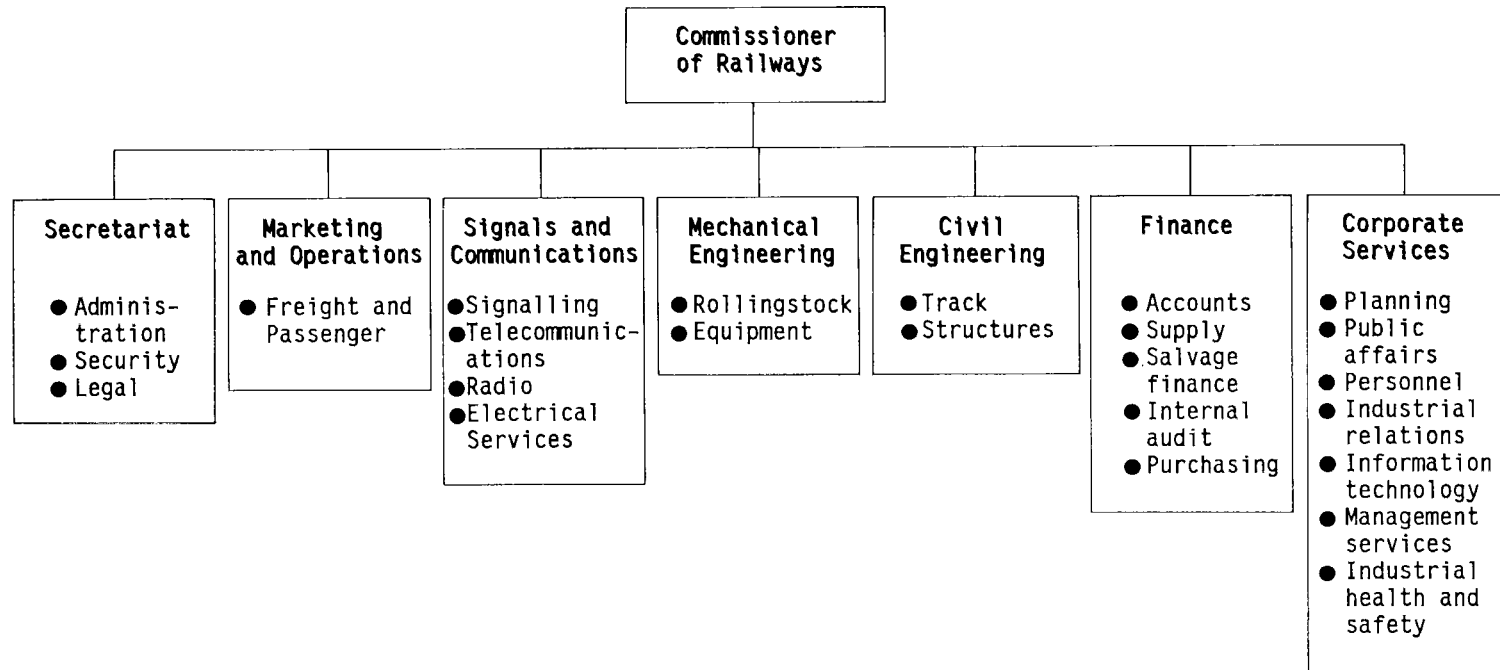 Commissioner
of Railways
Secretariat
● Adminis-
tration
● Security
● Legal
Marketing
and Operations
● Freight and
Passenger
Signals and
Communications
● Signalling
● Telecommunic-
ations
● Radio
● Electrical
Services
Mechanical
Engineering
● Rollingstock
● Equipment
Civil
Engineering
● Track
● Structures
Finance
● Accounts
● Supply
● Salvage
finance
● Internal
audit
● Purchasing
Corporate
Services
● Planning
● Public
affairs
● Personnel
● Industrial
relations
● Information
technology
● Management
services
● Industrial
health and
safety